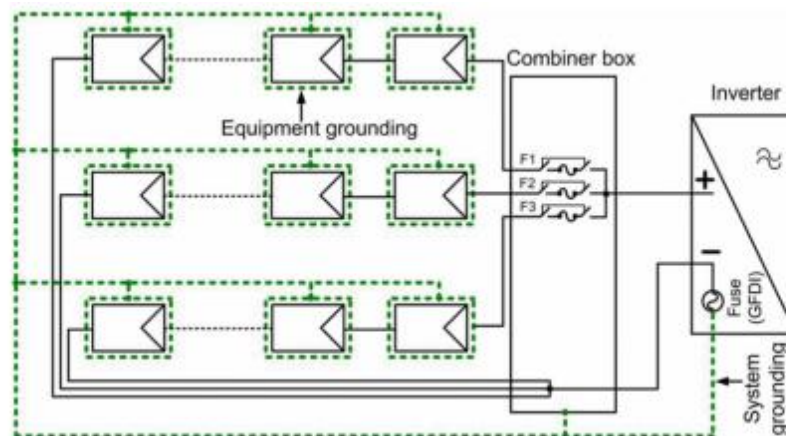 Combiner box
Inverter
Equipment grounding
F1
F2
F3
+
−
Fuse
(GFDI)
System
grounding